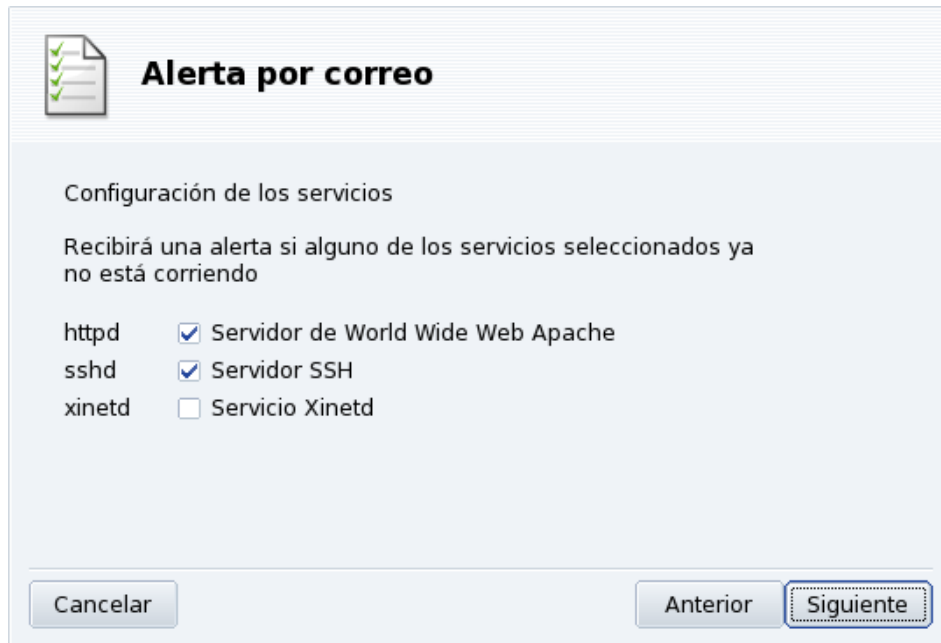 Alerta por correo
Configuración de los servicios
Recibirá una alerta si alguno de los servicios seleccionados ya
no está corriendo
httpd Servidor de World Wide Web Apache
sshd Servidor SSH
xinetd Servicio Xinetd
Cancelar Anterior Siguiente